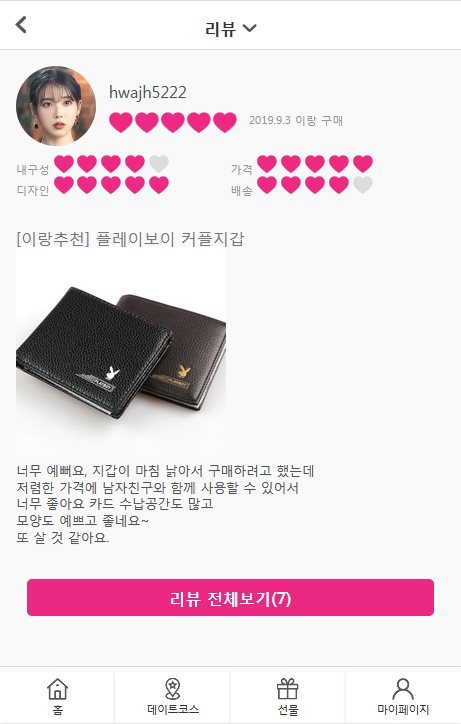 리뷰
hwajh5222
2019.9.3 이랑 구매
내구성
가격
디자인
배송
[이랑추천] 플레이보이 커플지갑
PLAYBOY
너무 예뻐요, 지갑이 마침 낡아서 구매하려고 했는데
저렴한 가격에 남자친구와 함께 사용할 수 있어서
너무 좋아요 카드 수납공간도 많고
모양도 예쁘고 좋네요~
또 살 것 같아요.
리뷰 전체보기(7)
홈
데이트코스
선물
마이페이지